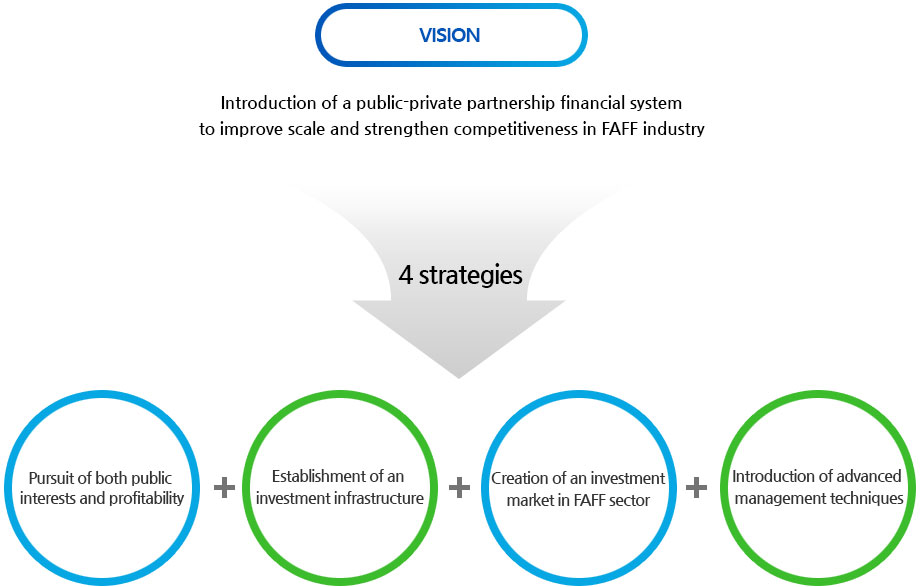 VISION
Introduction of a public-private partnership financial system
to improve scale and strengthen competitiveness in FAFF industry
4 strategies
Pursuit of both public
interests and profitability
+
Establishment of an
investment infrastructure
+
Creation of an investment
market in FAFF sector
+
Introduction of advanced
management techniques